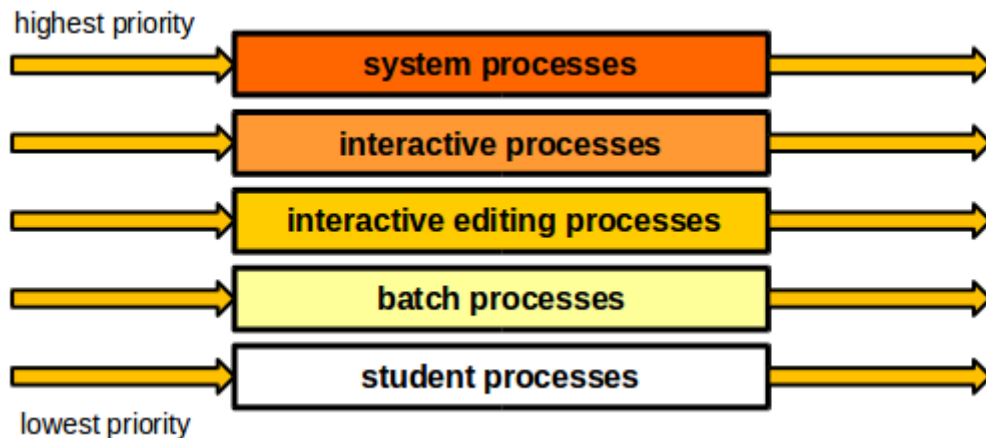 highest priority
system processes
interactive processes
interactive editing processes
batch processes
student processes
lowest priority